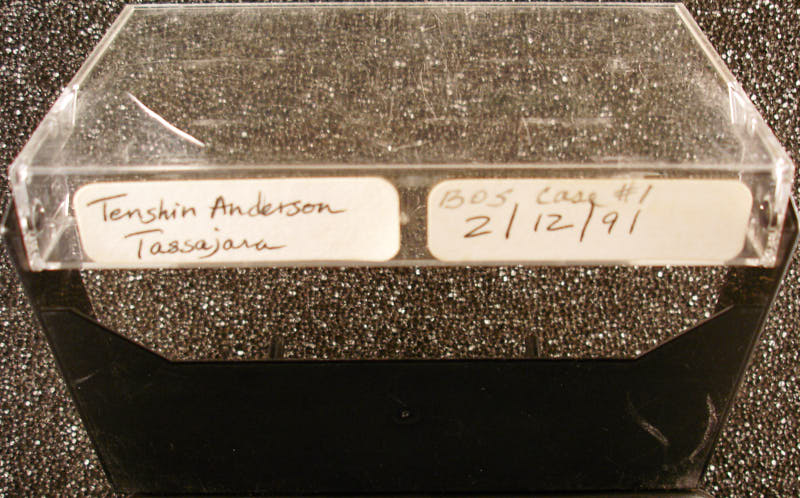 Tenshin Anderson
Tassajara
BOS Case #1
2/12/91